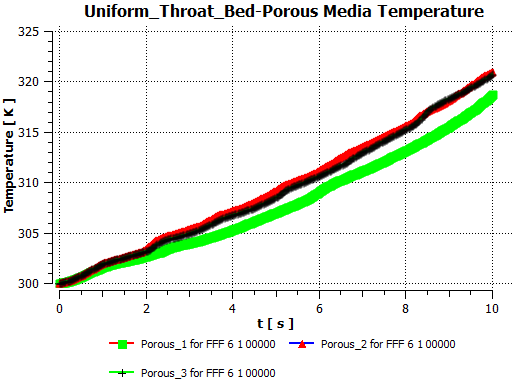 Uniform_Throat_Bed-Porous Media Temperature
Temperature [ K ]
325
320
315
310
305
300
0 2 4 6 8 10
t [ s ]
Porous_1 for FFF 6 1 00000 Porous_2 for FFF 6 1 00000
Porous_3 for FFF 6 1 00000